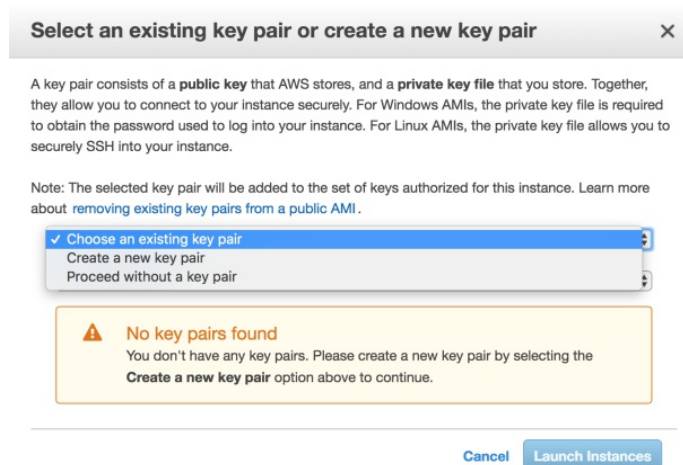 Select an existing key pair or create a new key pair
A key pair consists of a public key that AWS stores, and a private key file that you store. Together,
they allow you to connect to your instance securely. For Windows AMIs, the private key file is required
to obtain the password used to log into your instance. For Linux AMIs, the private key file allows you to
securely SSH into your instance.
Note: The selected key pair will be added to the set of keys authorized for this instance. Learn more
about removing existing key pairs from a public AMI .
✓ Choose an existing key pair
Create a new key pair
Proceed without a key pair
No key pairs found
You don't have any key pairs. Please create a new key pair by selecting the
Create a new key pair option above to continue.
Cancel Launch Instances